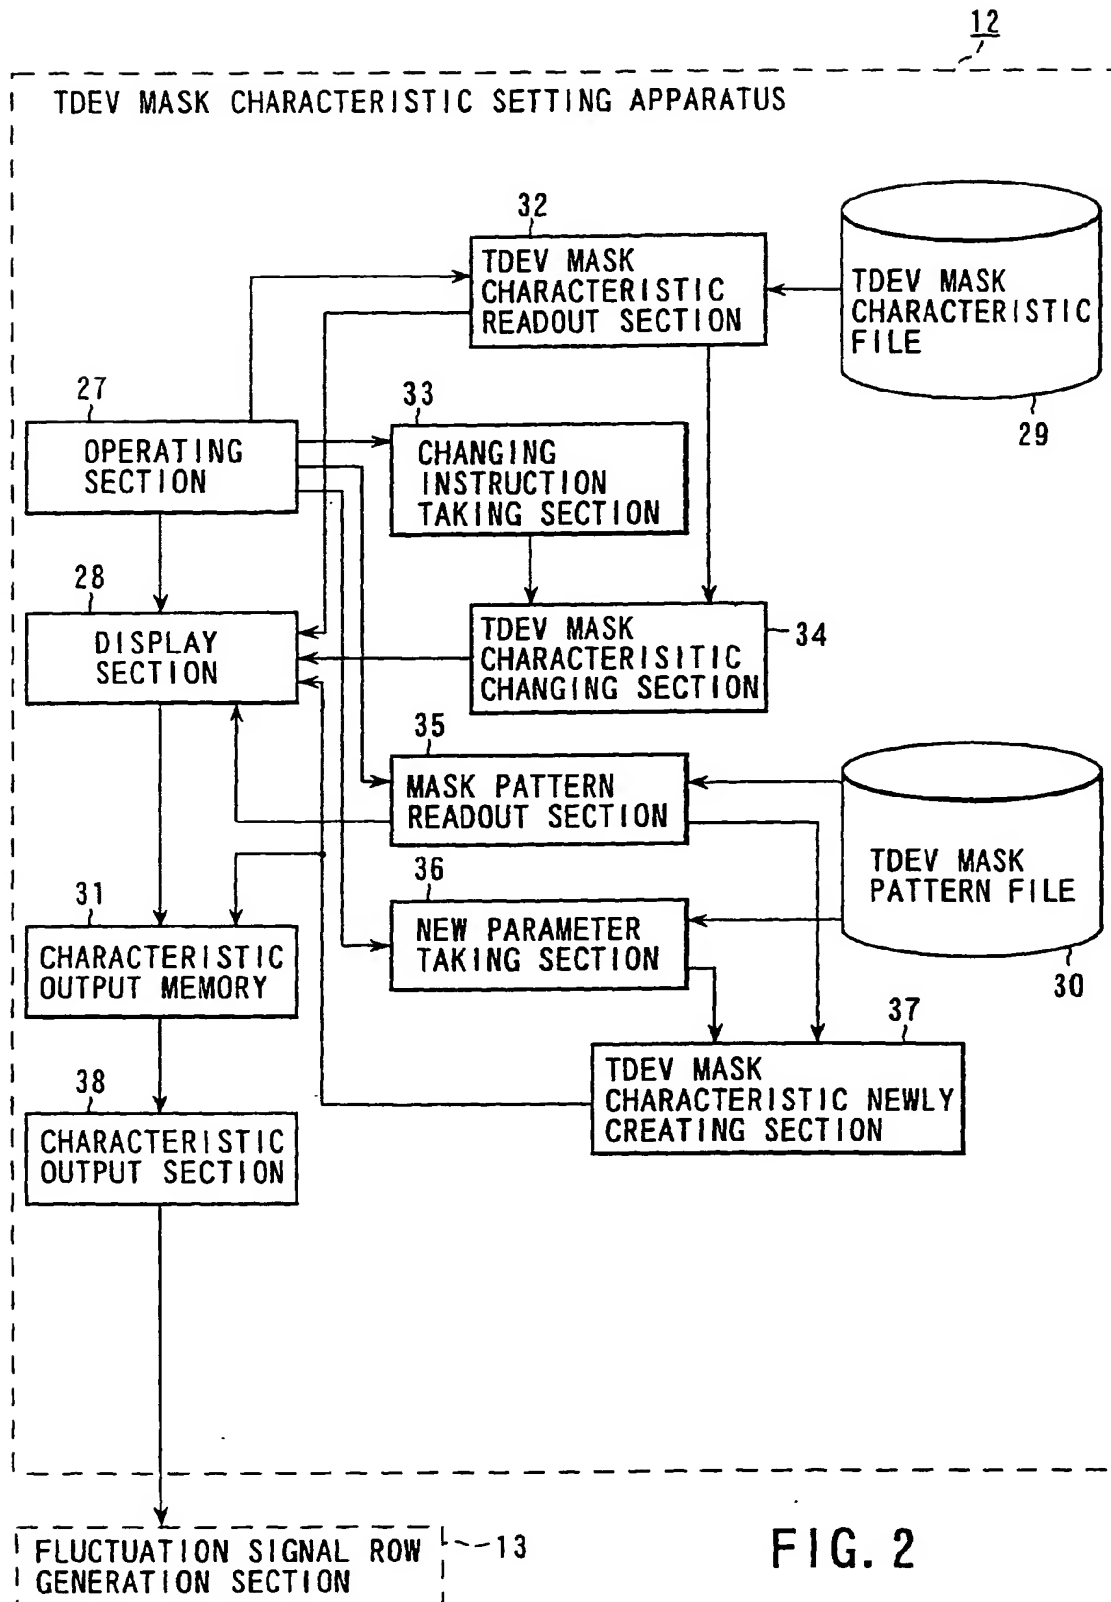 12
TDEV MASK CHARACTERISTIC SETTING APPARATUS
32
TDEV MASK
CHARACTERISTIC
READOUT SECTION
TDEV MASK
CHARACTERISTIC
FILE
29
27
OPERATING
SECTION
33
CHANGING
INSTRUCTION
TAKING SECTION
28
DISPLAY
SECTION
TDEV MASK
CHARACTERISITIC
CHANGING SECTION
34
35
MASK PATTERN
READOUT SECTION
TDEV MASK
PATTERN FILE
30
36
NEW PARAMETER
TAKING SECTION
31
CHARACTERISTIC
OUTPUT MEMORY
37
TDEV MASK
CHARACTERISTIC NEWLY
CREATING SECTION
38
CHARACTERISTIC
OUTPUT SECTION
FLUCTUATION SIGNAL ROW
GENERATION SECTION
13
FIG. 2